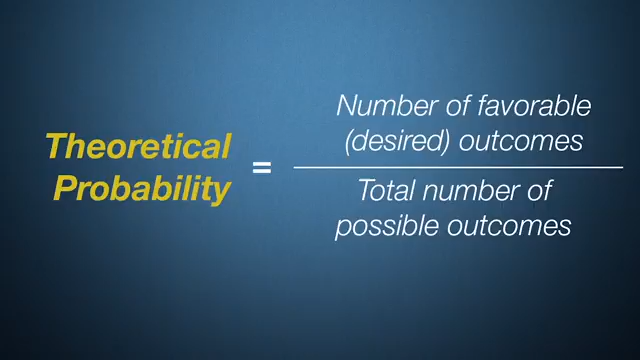 Theoretical
Probability
=
Number of favorable
(desired) outcomes
Total number of
possible outcomes